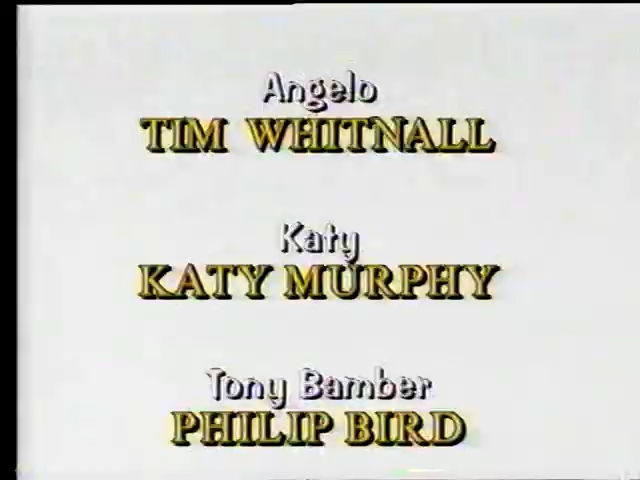 Angelo
TIM WHITNALL
Katy
KATY MURPHY
Tony Bamber
PHILIP BIRD